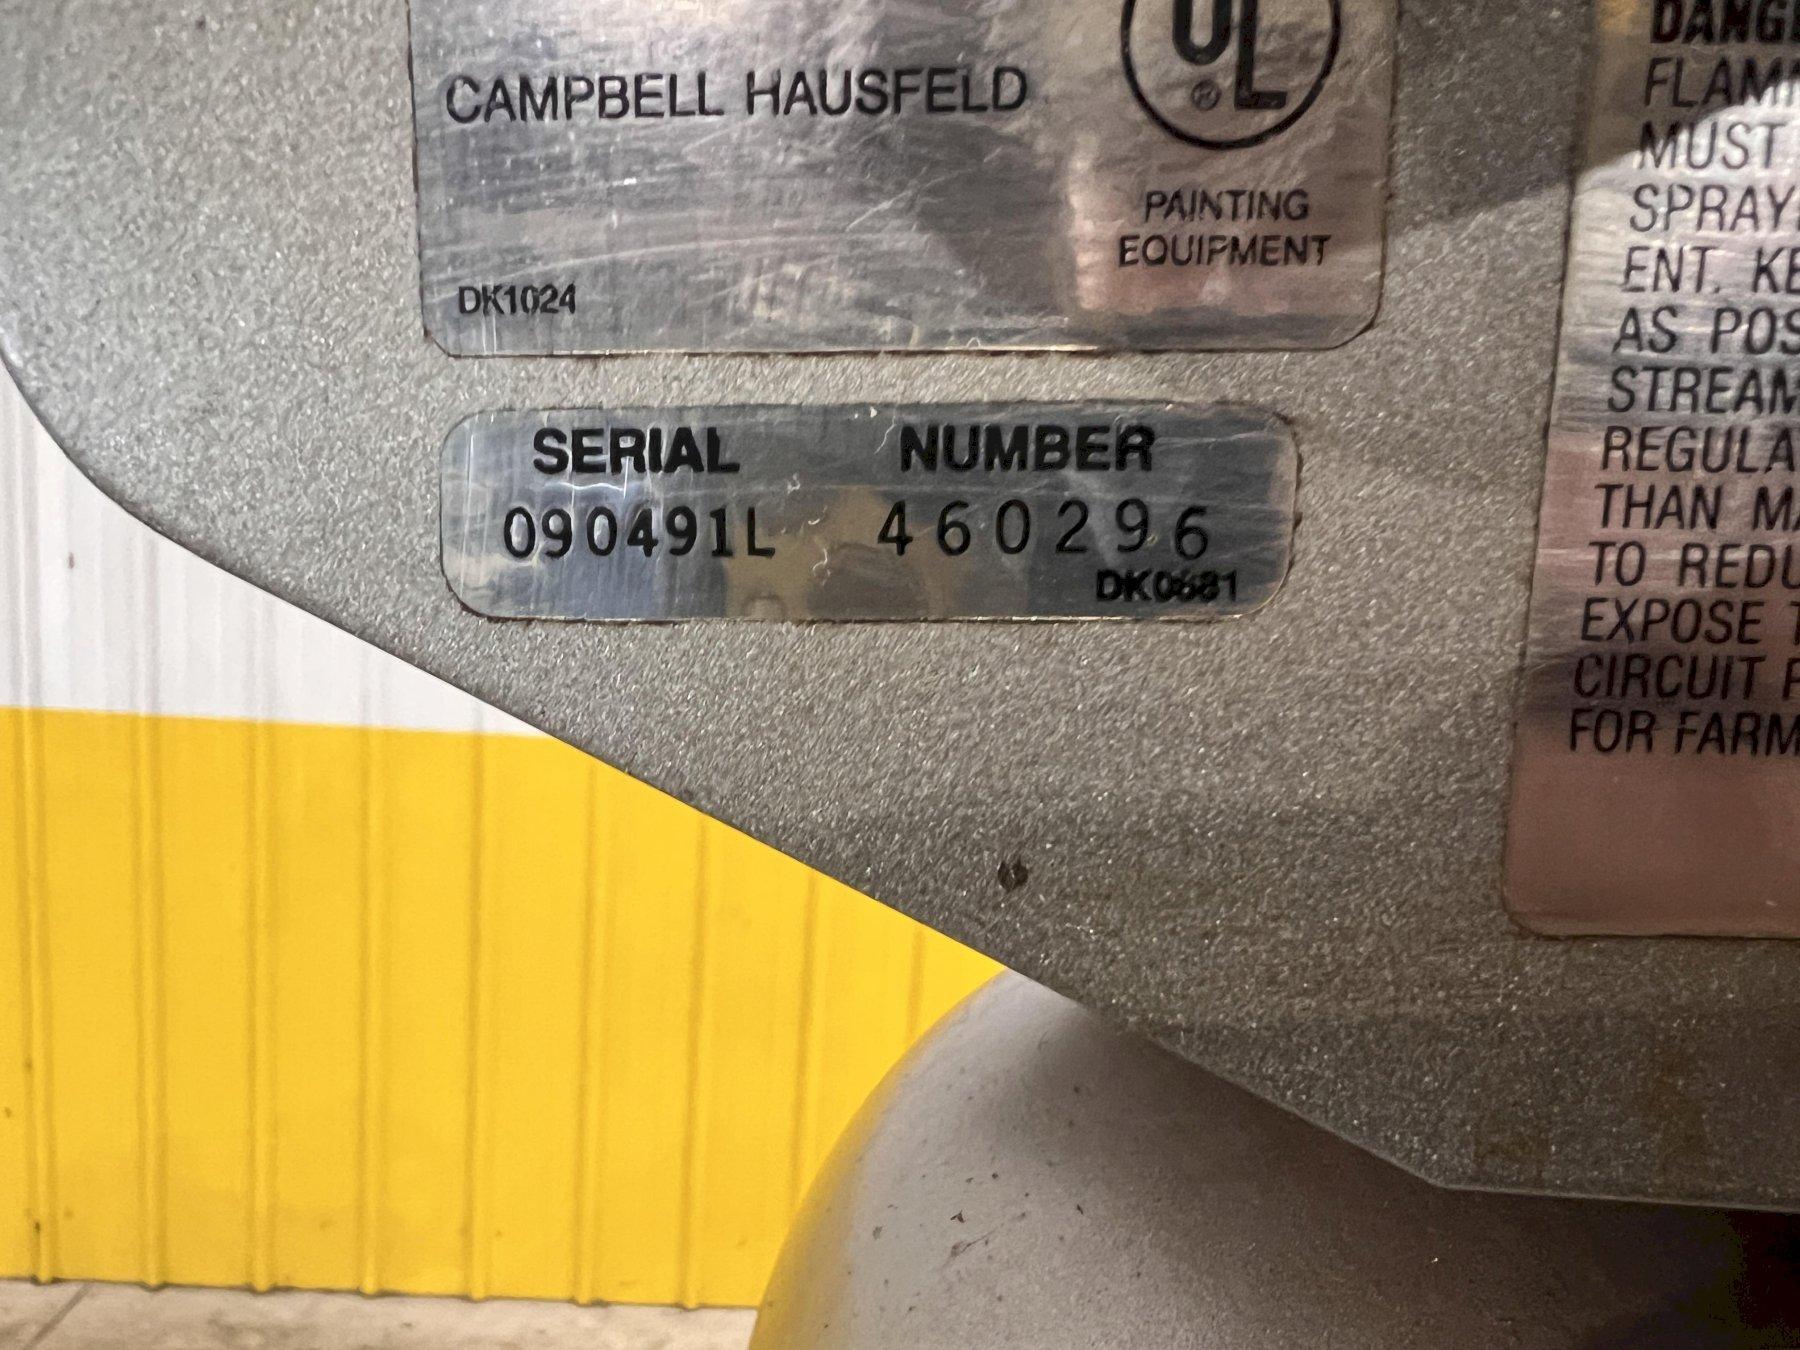 CAMPBELL HAUSFELD
UL
®
PAINTING
EQUIPMENT
DK1024
SERIAL NUMBER
090491L 460296
DANG
FLAM
MUST
SPRAY
ENT. KE
AS POS
STREAM
REGULA
THAN MA
TO REDU
EXPOSE T
CIRCUIT
FOR FARM